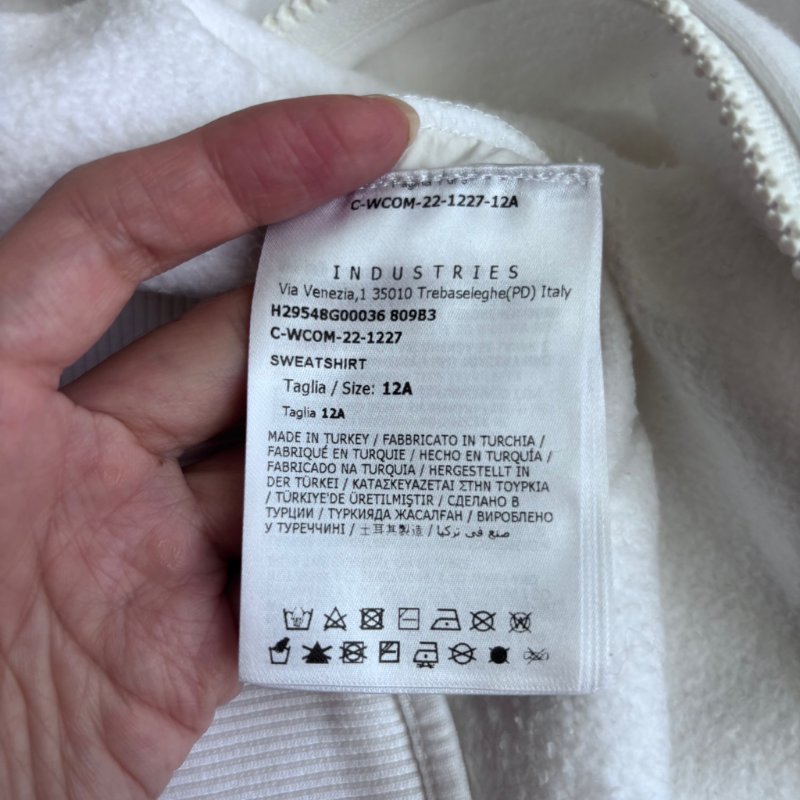 C-WCOM-22-1227-12A
INDUSTRIES
Via Venezia,1 35010 Trebaseleghe(PD) Italy
H29548G00036 809B3
C-WCOM-22-1227
SWEATSHIRT
Taglia / Size: 12A
Taglia 12A
MADE IN TURKEY / FABBRICATO IN TURCHIA /
FABRIQUÉ EN TURQUIE / HECHO EN TURQUÍA /
FABRICADO NA TURQUIA / HERGESTELLT IN
DER TÜRKEI / ΚΑΤΑΣΚΕΥΑΖΕΤΑΙ ΣΤΗΝ ΤΟΥΡΚΙΑ
/ TÜRKIYE'DE ÜRETILMIŞTIR / СДЕЛАНО В
ТУРЦИИ / ТҮРКИЯДА ЖАСАЛҒАН / ВИРОБЛЕНО
У ТУРЕЧЧИНІ / 土耳其製造 / صنع في تركيا